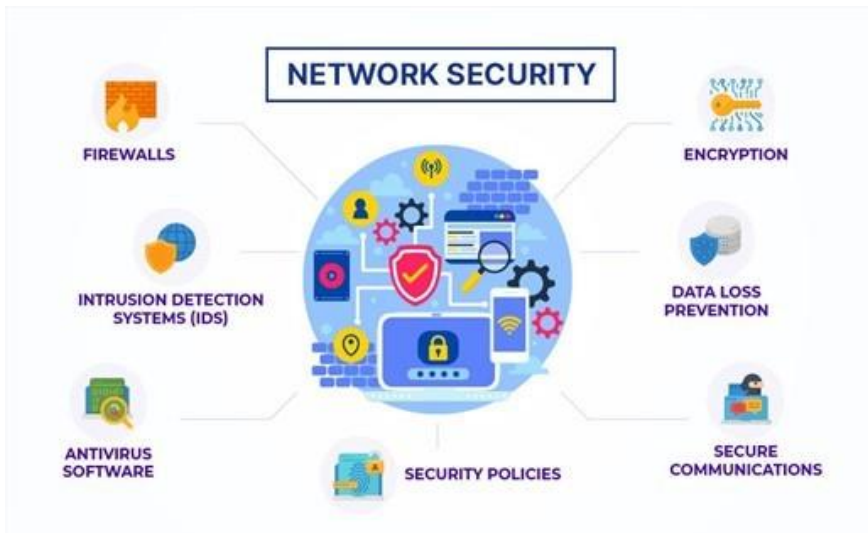 NETWORK SECURITY
FIREWALLS
ENCRYPTION
INTRUSION DETECTION
SYSTEMS (IDS)
DATA LOSS
PREVENTION
ANTIVIRUS
SOFTWARE
SECURITY POLICIES
SECURE
COMMUNICATIONS